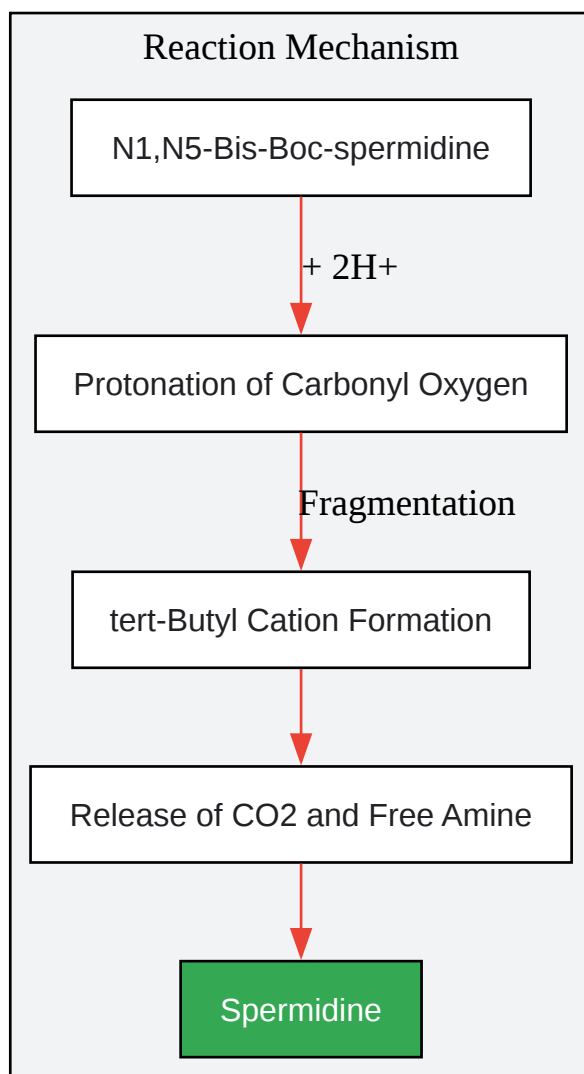 Reaction Mechanism
N1,N5-Bis-Boc-spermidine
+ 2H+
Protonation of Carbonyl Oxygen
Fragmentation
tert-Butyl Cation Formation
Release of CO2 and Free Amine
Spermidine